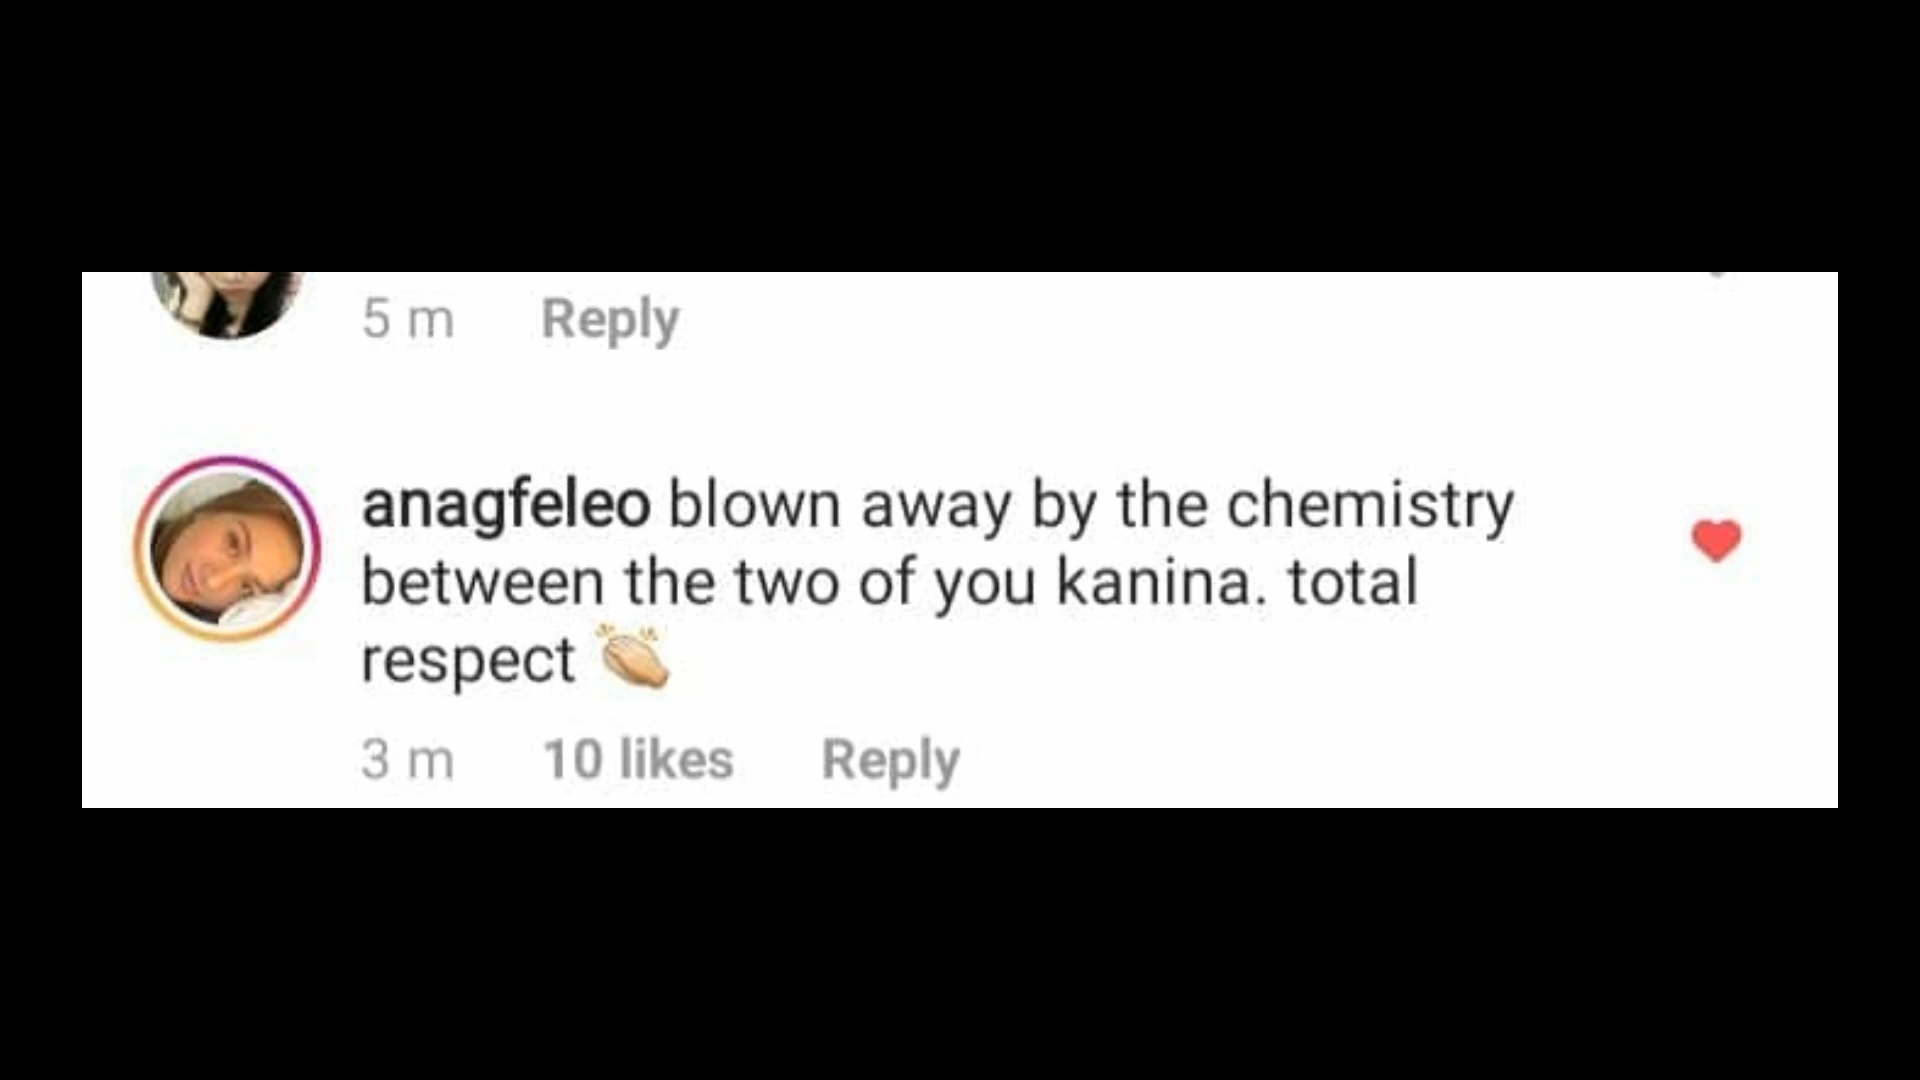 5 m Reply
anagfeleo blown away by the chemistry
between the two of you kanina. total
respect 👏
3 m 10 likes Reply